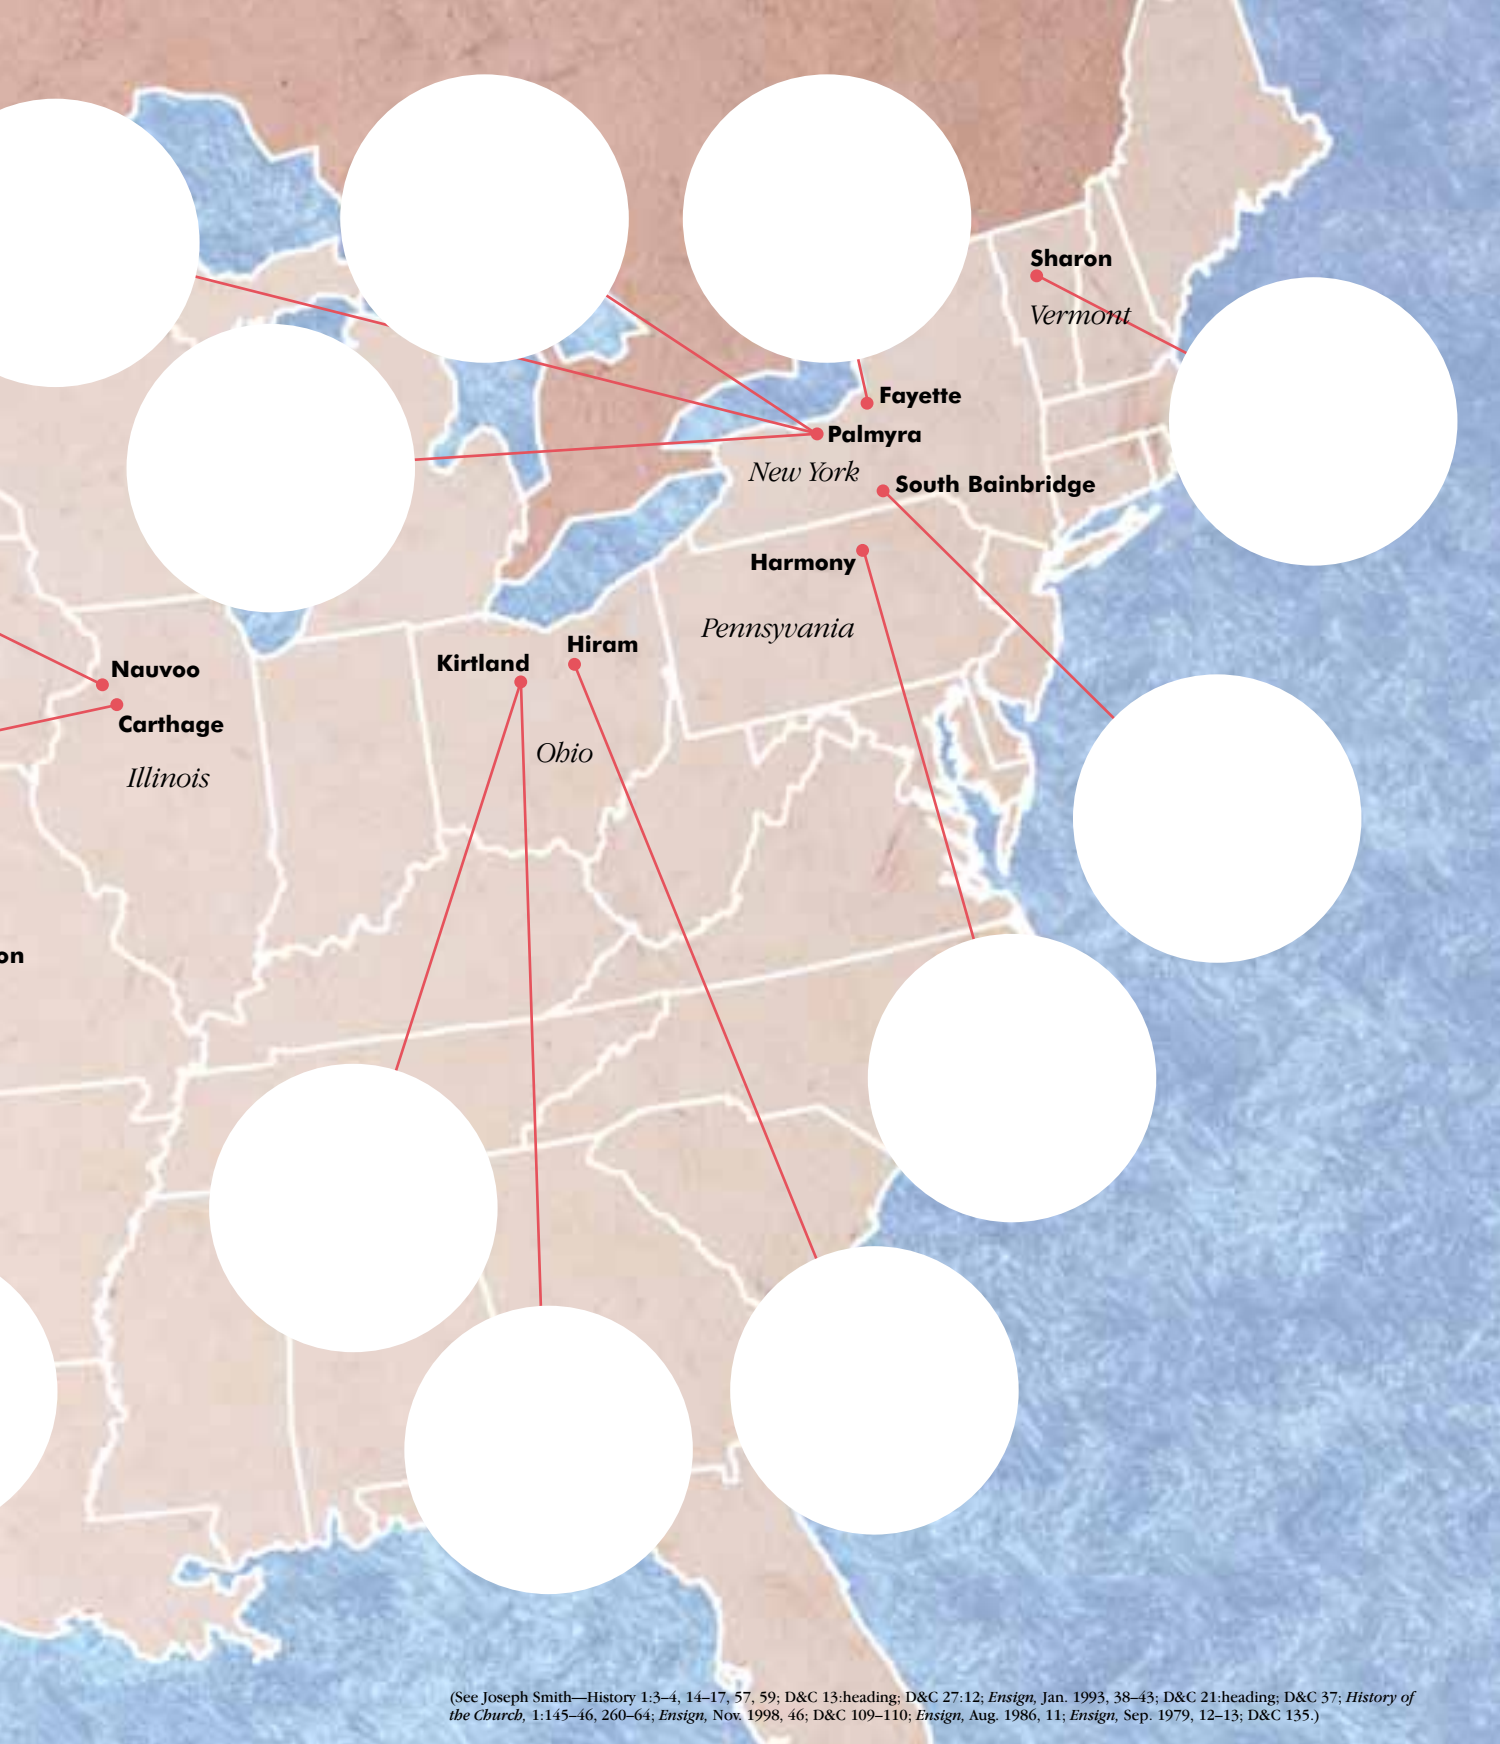 Sharon
Vermont
Fayette
Palmyra
New York
South Bainbridge
Harmony
Pennsyvania
Hiram
Kirtland
Nauvoo
Carthage
Ohio
Illinois
on
(See Joseph Smith—History 1:3–4, 14–17, 57, 59; D&C 13:heading; D&C 27:12; Ensign, Jan. 1993, 38–43; D&C 21:heading; D&C 37; History of
the Church, 1:145–46, 260–64; Ensign, Nov. 1998, 46; D&C 109–110; Ensign, Aug. 1986, 11; Ensign, Sep. 1979, 12–13; D&C 135.)